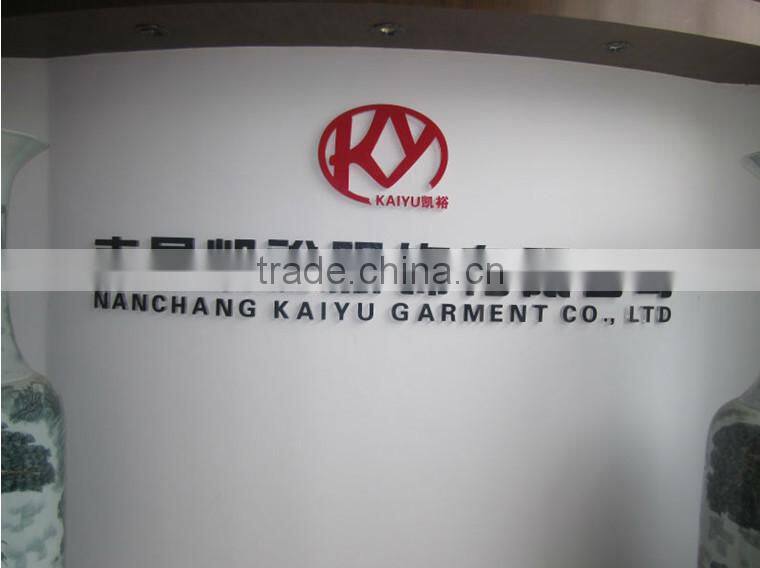 KY
KAIYU凯裕
trade.china.cn
NANCHANG KAIYU GARMENT CO., LTD